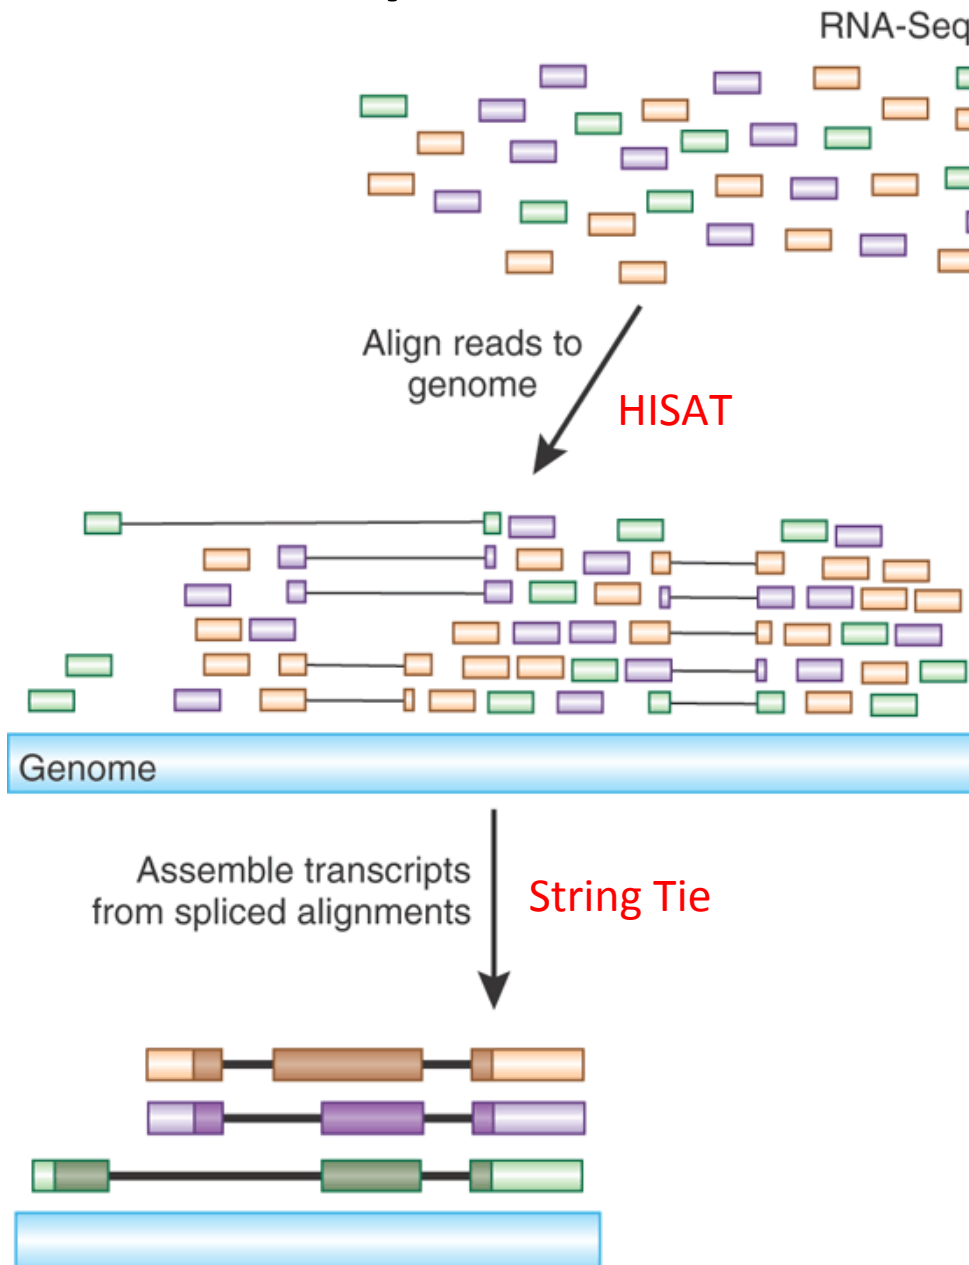 RNA-Seq
Align reads to
genome
HISAT
Genome
Assemble transcripts
from spliced alignments
String Tie